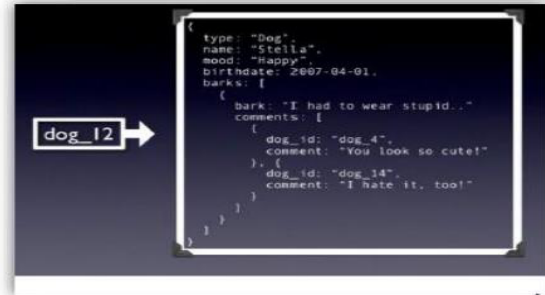 dog_12
{
type: "Dog",
name: "Stella",
mood: "Happy",
birthdate: 2007-04-01,
barks: [
{
bark: "I had to wear stupid.."
comments: [
{
dog_id: "dog_4",
comment: "You look so cute!"
}, {
dog_id: "dog_14",
comment: "I hate it, too!"
}
]
}
]
}